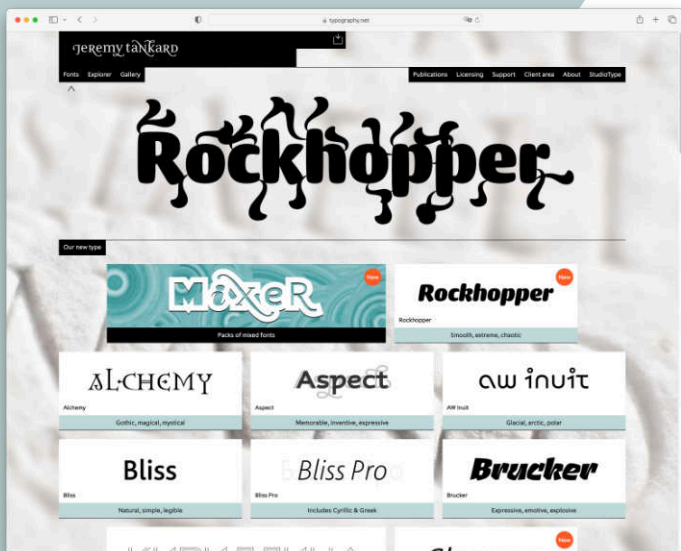 typography.net
Jeremy Tankard
Fonts Explorer Gallery
Publications Licensing Support Client area About StudioType
Rockhopper
Our new type
MaxeR
New
Packs of mixed fonts
Rockhopper
New
Rockhopper
Smooth, extreme, chaotic
ALCHEMY
Alchemy
Gothic, magical, mystical
Aspect
Aspect
Memorable, inventive, expressive
aw inuit
AW Inuit
Glacial, arctic, polar
Bliss
Bliss
Natural, simple, legible
Bliss Pro
Bliss Pro
Includes Cyrillic & Greek
Brucker
Brucker
Expressive, emotive, explosive
New